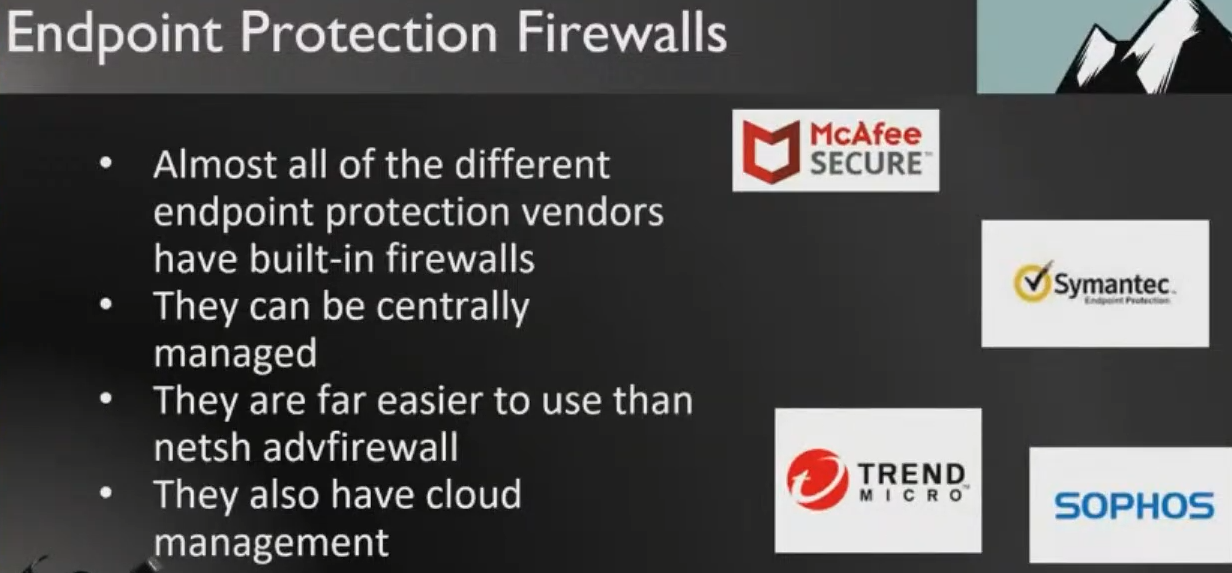 Endpoint Protection Firewalls
• Almost all of the different
endpoint protection vendors
have built-in firewalls
• They can be centrally
managed
• They are far easier to use than
netsh advfirewall
• They also have cloud
management
McAfee
SECURE™
Symantec™
Endpoint Protection
TREND
MICRO™
SOPHOS